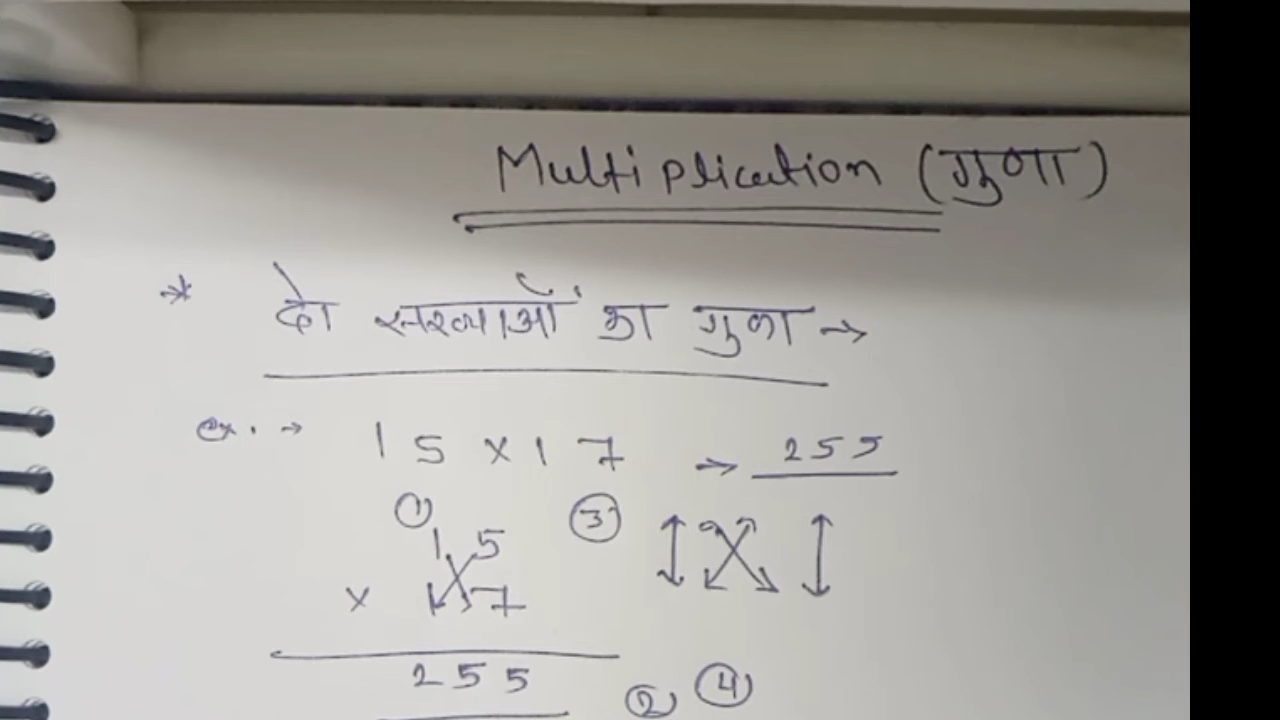 Multiplication (गुणा)
* दो संख्याओं का गुणा →
ex. → 15 x 17 → 255
① ③
15
x 17
255
② ④